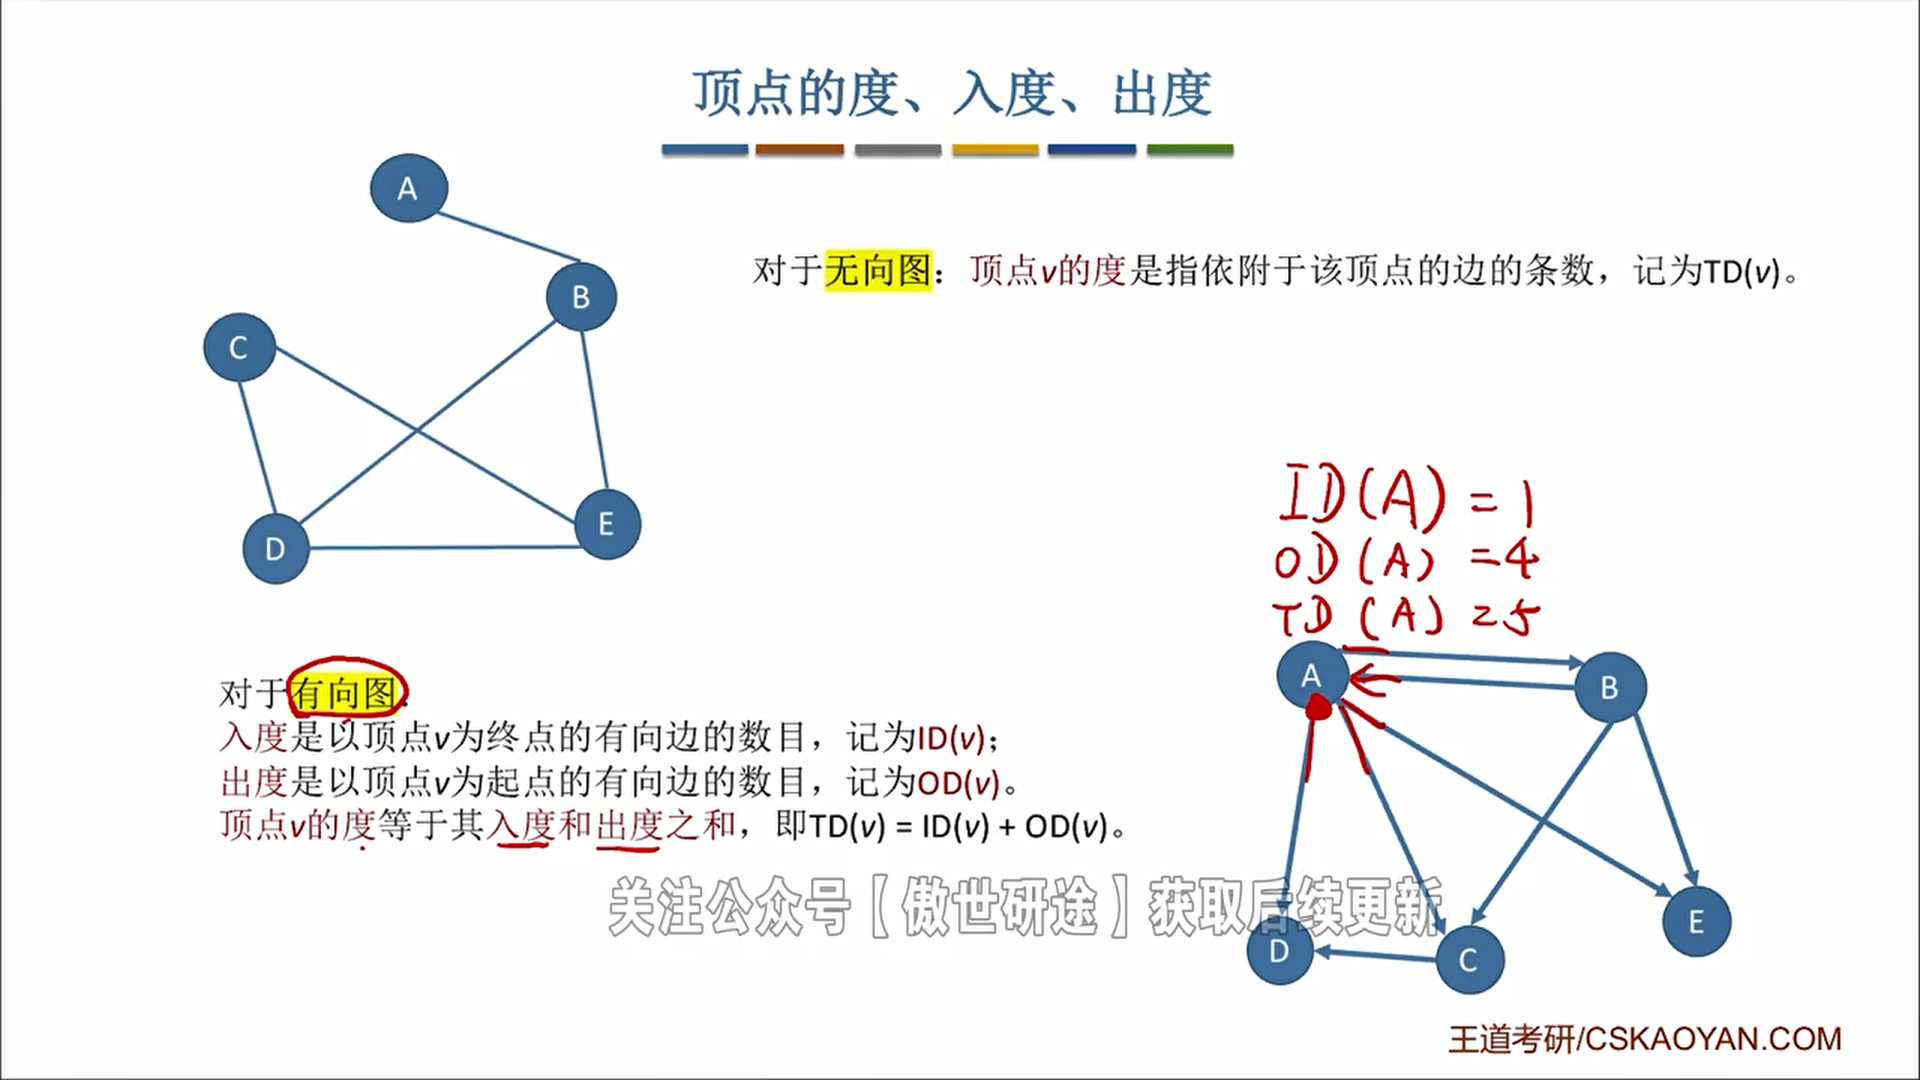 顶点的度、入度、出度
A
B
C
D
E
对于无向图：顶点v的度是指依附于该顶点的边的条数，记为TD(v)。
ID(A) = 1
OD(A) = 4
TD(A) = 5
A
B
C
D
E
对于有向图：
入度是以顶点v为终点的有向边的数目，记为ID(v)；
出度是以顶点v为起点的有向边的数目，记为OD(v)。
顶点v的度等于其入度和出度之和，即TD(v) = ID(v) + OD(v)。
关注公众号【傲世研途】获取后续更新
王道考研/CSKAOYAN.COM